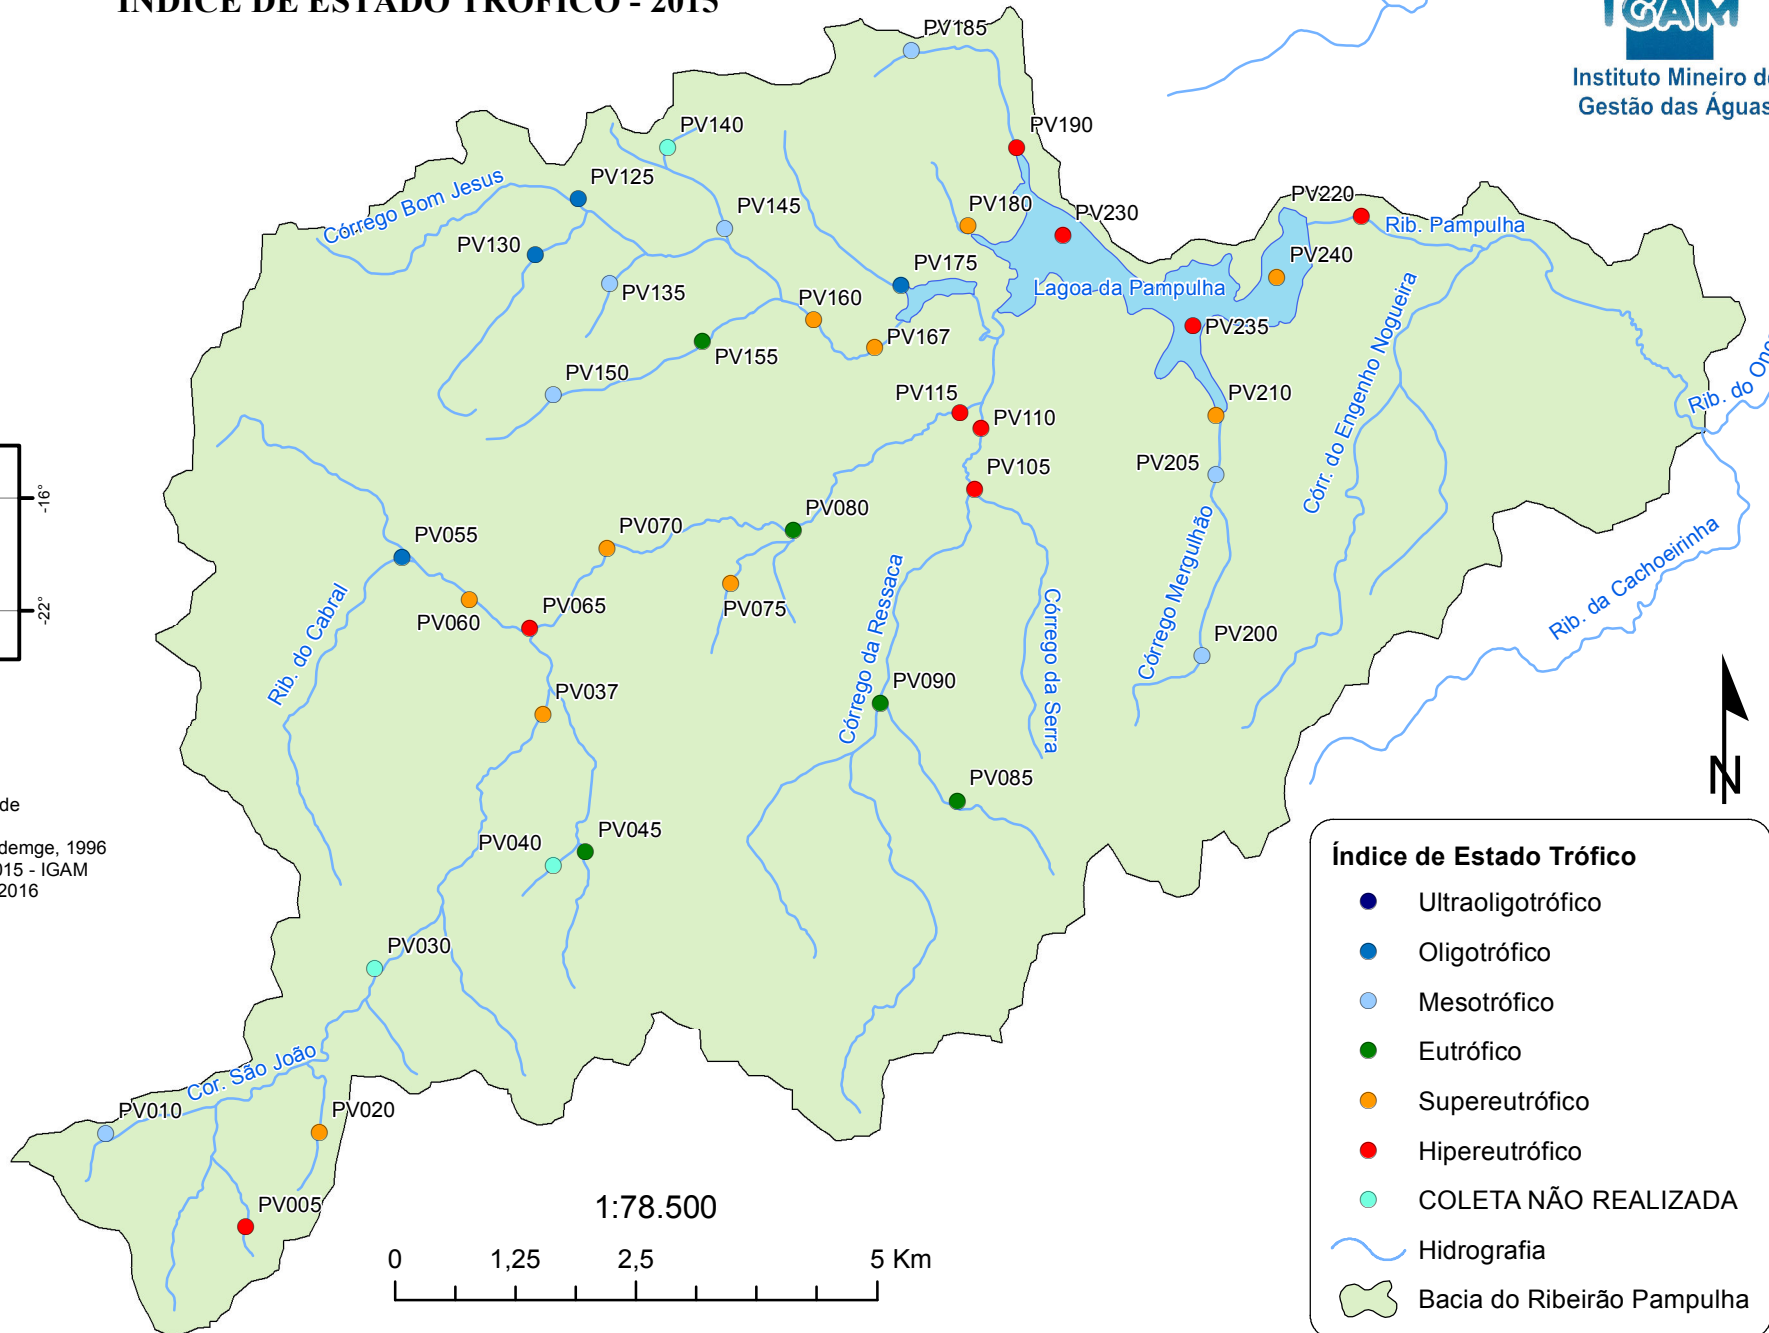 ÍNDICE DE ESTADO TRÓFICO - 2015
IGAM
Instituto Mineiro
Gestão das Águas
PV185
PV140
PV190
PV125
Córrego Bom Jesus
PV145
PV180
PV230
PV220
Rib. Pampulha
PV130
PV240
PV175
PV135
Lagoa da Pampulha
PV160
PV235
PV167
PV155
PV150
PV115
PV110
PV210
Córr. do Engenho Nogueira
Rib. do
PV105
PV205
-16°
PV080
PV070
PV055
Rib. da Cachoeirinha
PV075
PV065
PV060
-22°
Rib. do Cabral
Córrego da Ressaca
Córrego da Serra
Córrego Mergulhão
PV200
PV090
PV037
PV085
de
demge, 1996
015 - IGAM
2016
PV040
PV045
PV030
Cor. São João
PV010
PV020
PV005
1:78.500
0 1,25 2,5 5 Km
N
Índice de Estado Trófico
Ultraoligotrófico
Oligotrófico
Mesotrófico
Eutrófico
Supereutrófico
Hipereutrófico
COLETA NÃO REALIZADA
Hidrografia
Bacia do Ribeirão Pampulha